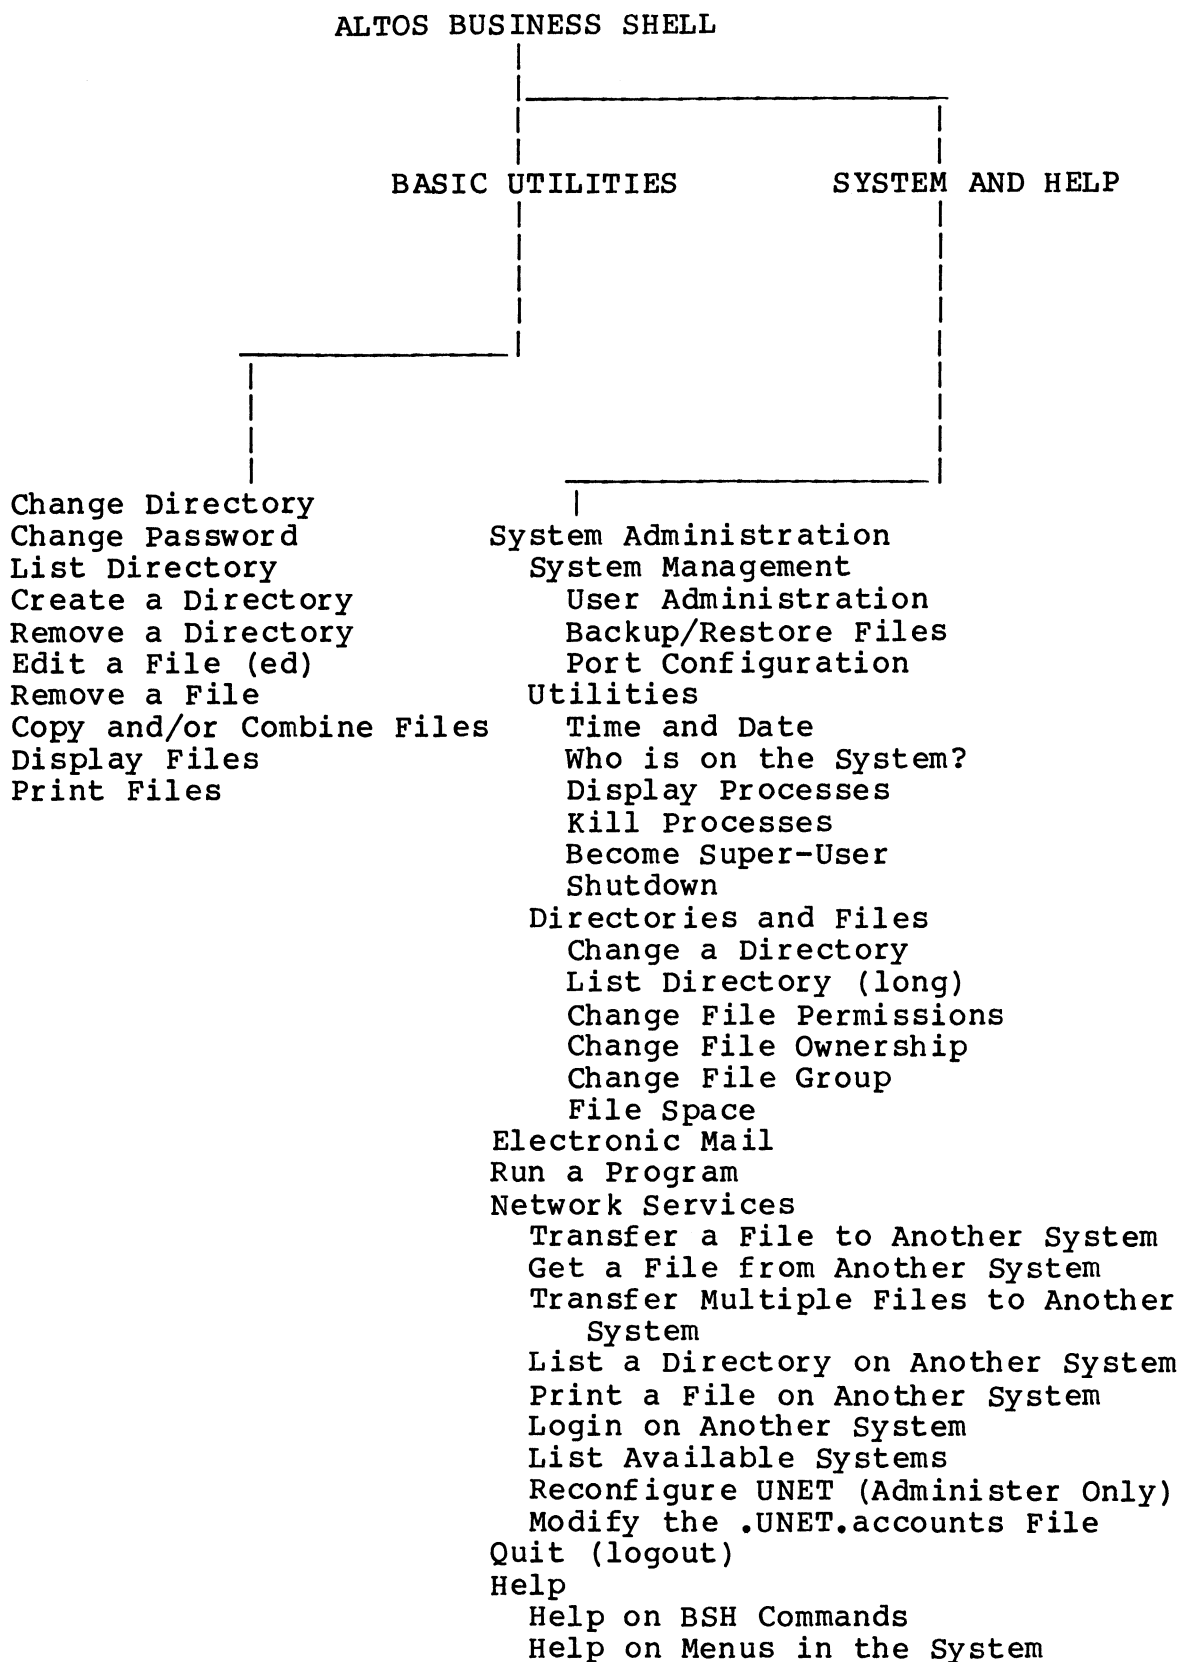 ALTOS BUSINESS SHELL
BASIC UTILITIES
SYSTEM AND HELP
Change Directory
Change Password
List Directory
Create a Directory
Remove a Directory
Edit a File (ed)
Remove a File
Copy and/or Combine Files
Display Files
Print Files
System Administration
System Management
User Administration
Backup/Restore Files
Port Configuration
Utilities
Time and Date
Who is on the System?
Display Processes
Kill Processes
Become Super-User
Shutdown
Directories and Files
Change a Directory
List Directory (long)
Change File Permissions
Change File Ownership
Change File Group
File Space
Electronic Mail
Run a Program
Network Services
Transfer a File to Another System
Get a File from Another System
Transfer Multiple Files to Another
System
List a Directory on Another System
Print a File on Another System
Login on Another System
List Available Systems
Reconfigure UNET (Administer Only)
Modify the .UNET.accounts File
Quit (logout)
Help
Help on BSH Commands
Help on Menus in the System